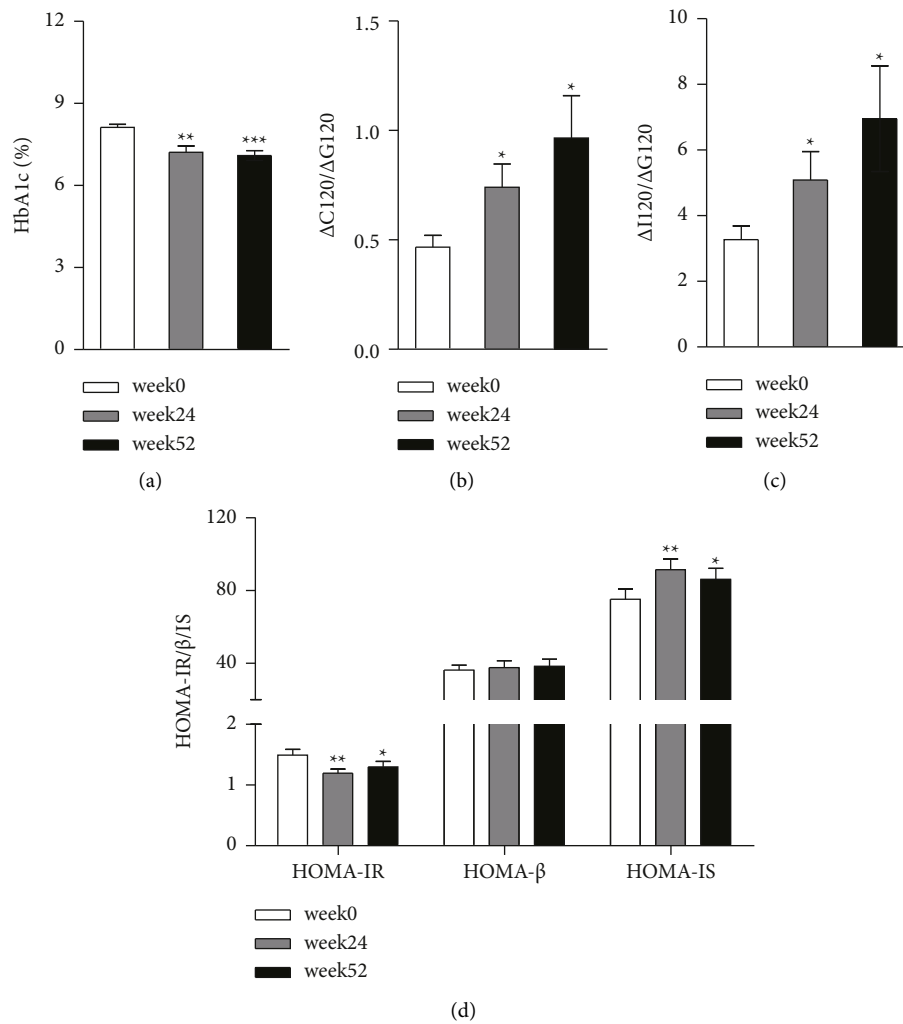 HbA1c (%)
12
9
6
3
0
**
***
week0
week24
week52
(a)
ΔC120/ΔG120
1.5
1.0
0.5
0.0
*
*
week0
week24
week52
(b)
ΔI120/ΔG120
10
8
6
4
2
0
*
*
week0
week24
week52
(c)
HOMA-IR/β/IS
120
80
40
2
1
0
**
*
**
*
HOMA-IR
HOMA-β
HOMA-IS
week0
week24
week52
(d)